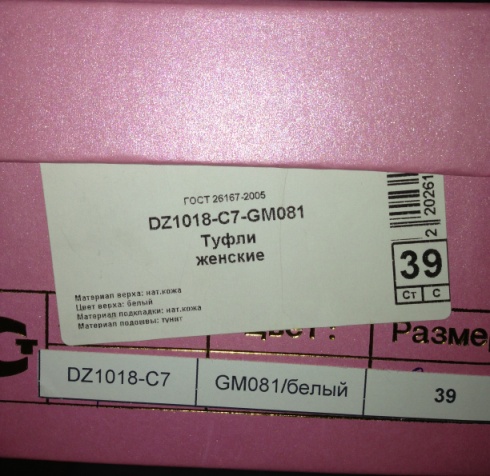 ГОСТ 26167-2005
DZ1018-C7-GM081
Туфли
женские
Материал верха: нат.кожа
Цвет верха: белый
Материал подкладки: нат.кожа
Материал подошвы: тунит
2 20261
39
Ст С
Цвет: Разме
DZ1018-C7 GM081/белый 39